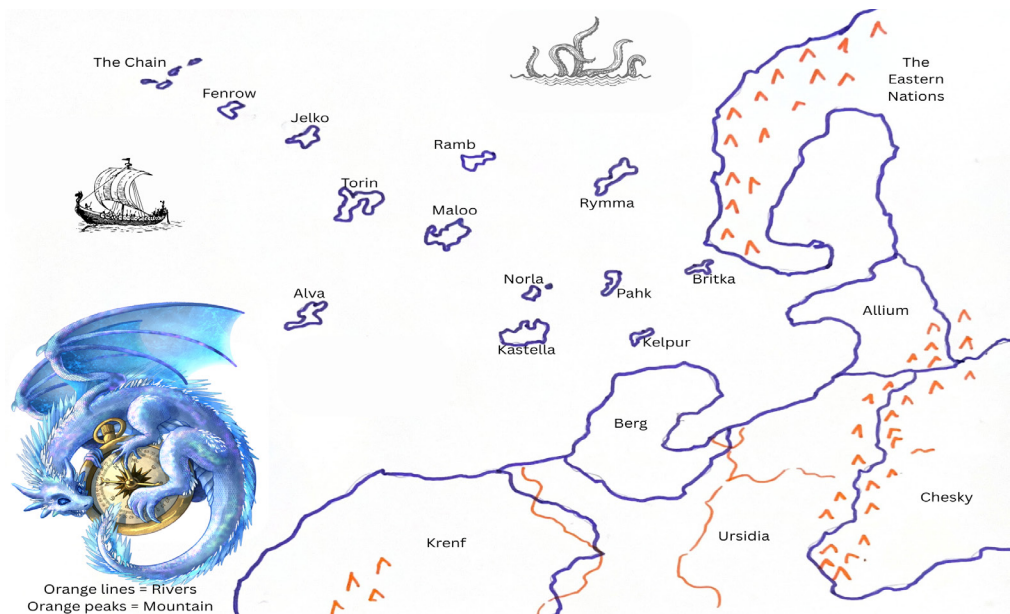 The Chain
Fenrow
Jelko
Ramb
Torin
Rymma
Maloo
The
Eastern
Nations
Norla
Pahk
Britka
Alva
Allium
Kastella
Kelpur
Berg
Chesky
Krenf
Ursidia
Orange lines = Rivers
Orange peaks = Mountain